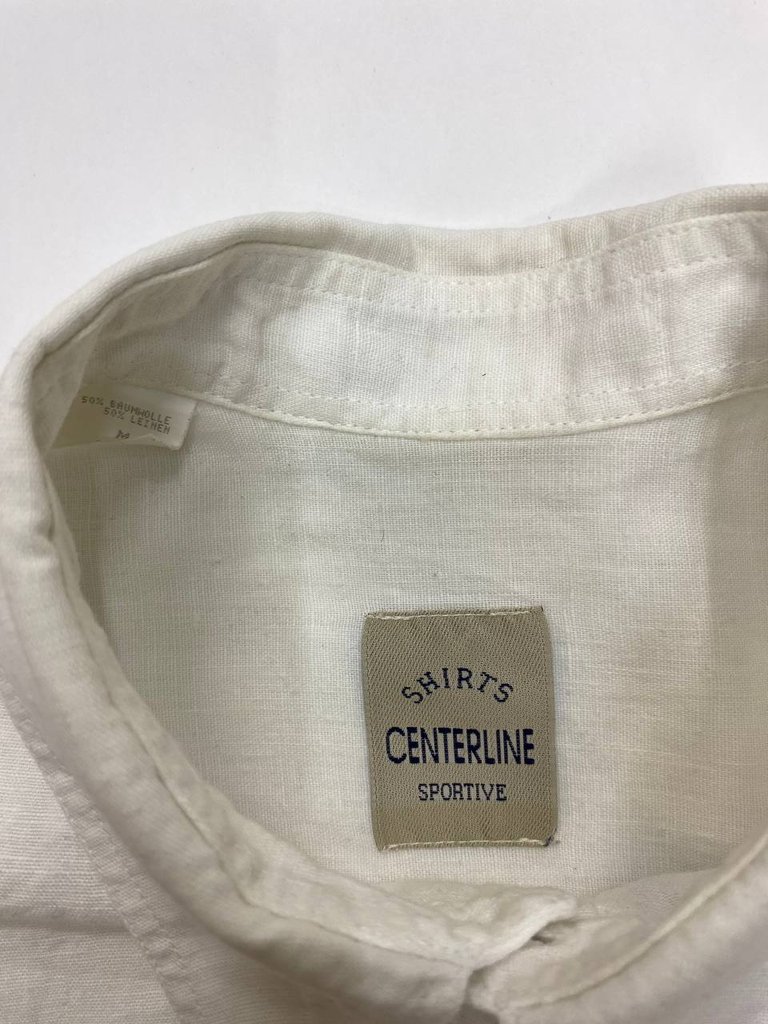 50% BAUMWOLLE
50% LEINEN
M
SHIRTS
CENTERLINE
SPORTIVE